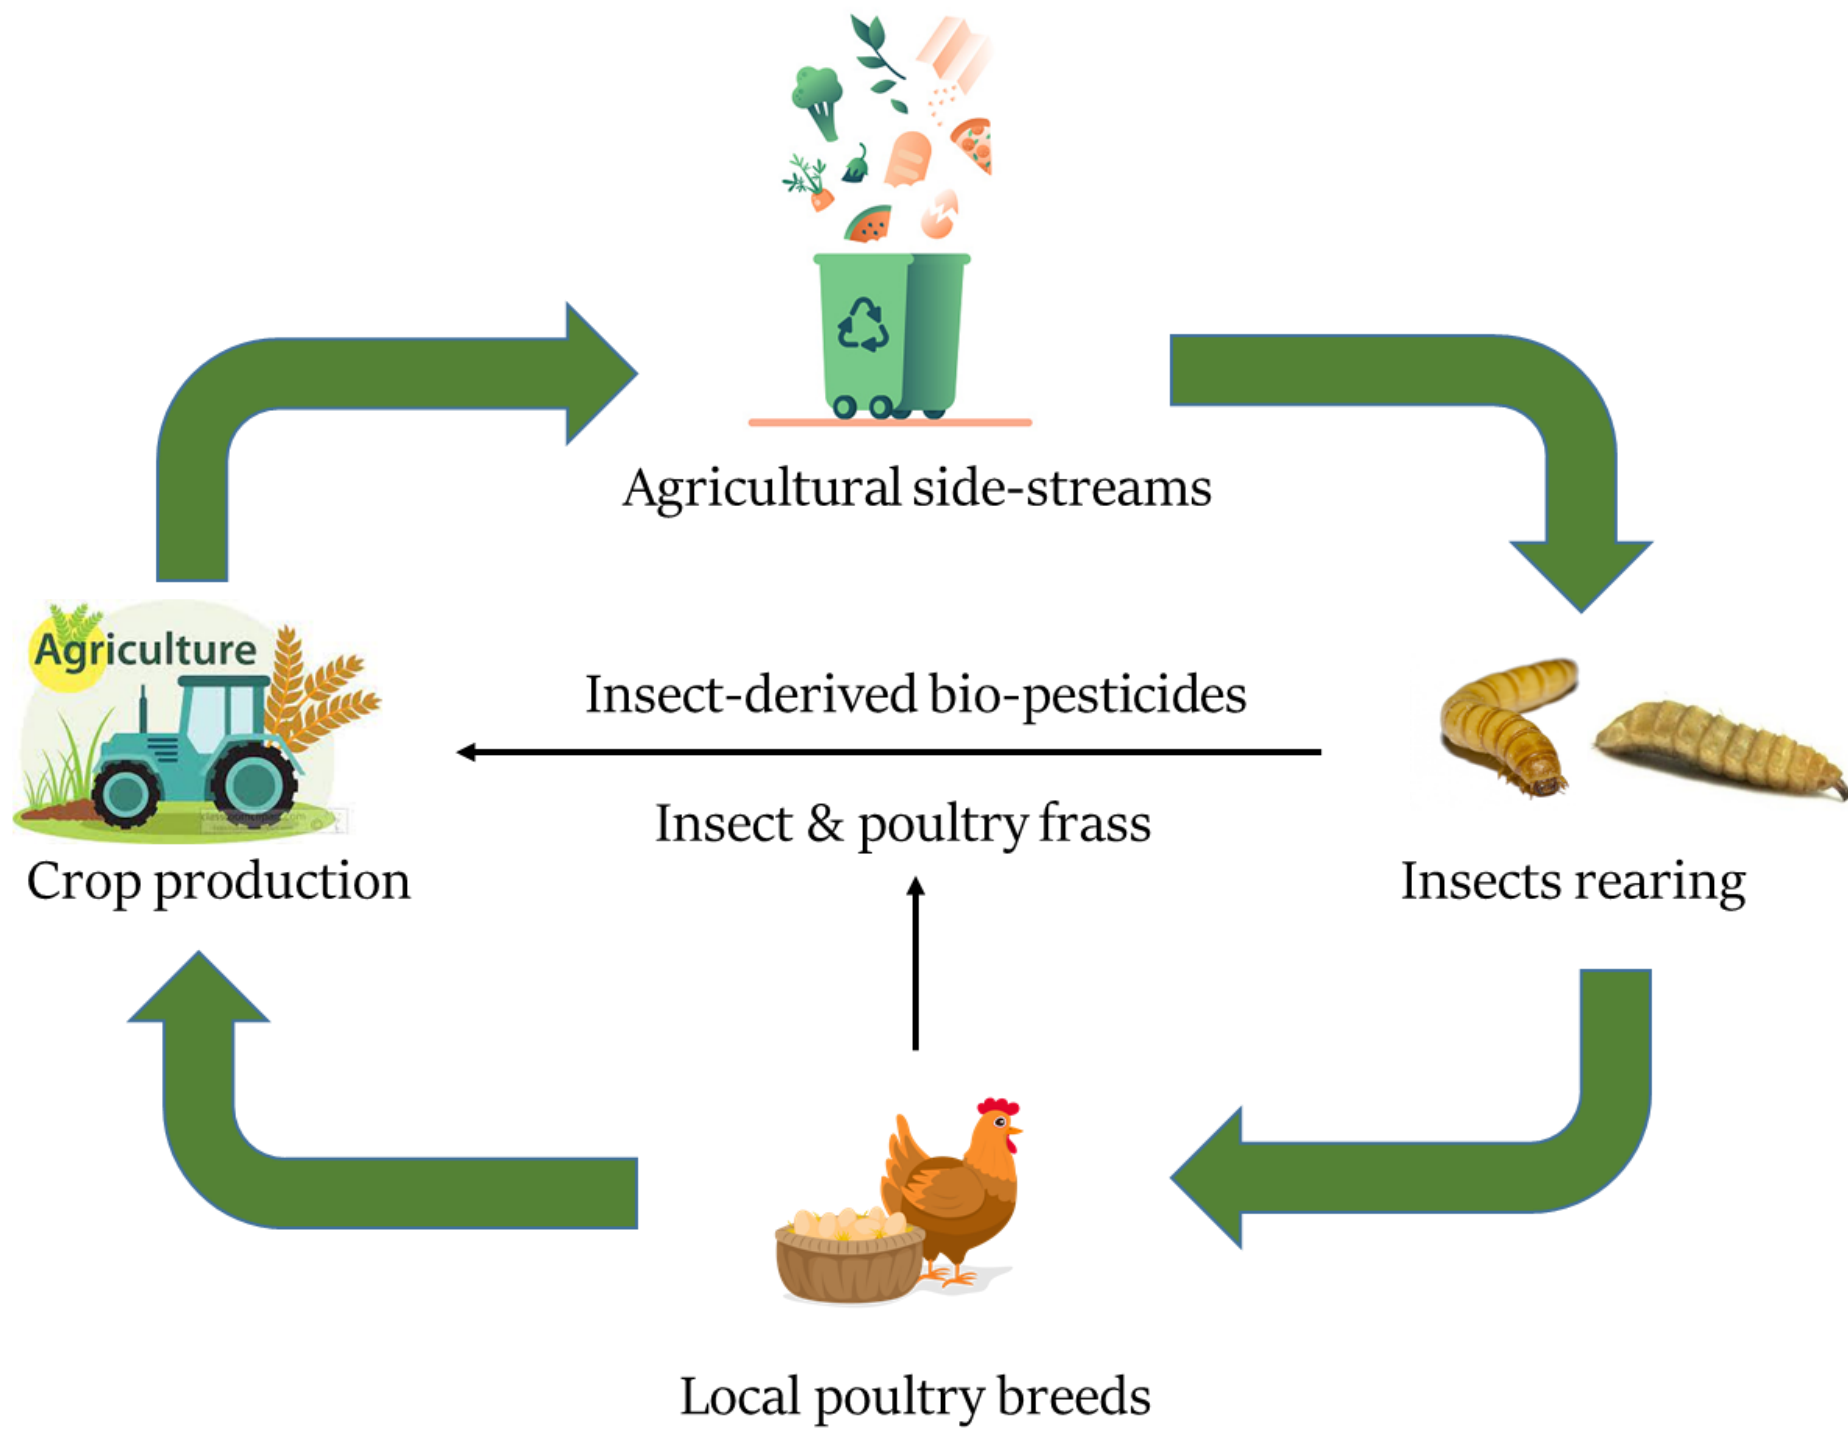 Agricultural side-streams
Agriculture
Insect-derived bio-pesticides
Insect & poultry frass
Crop production
Insects rearing
Local poultry breeds